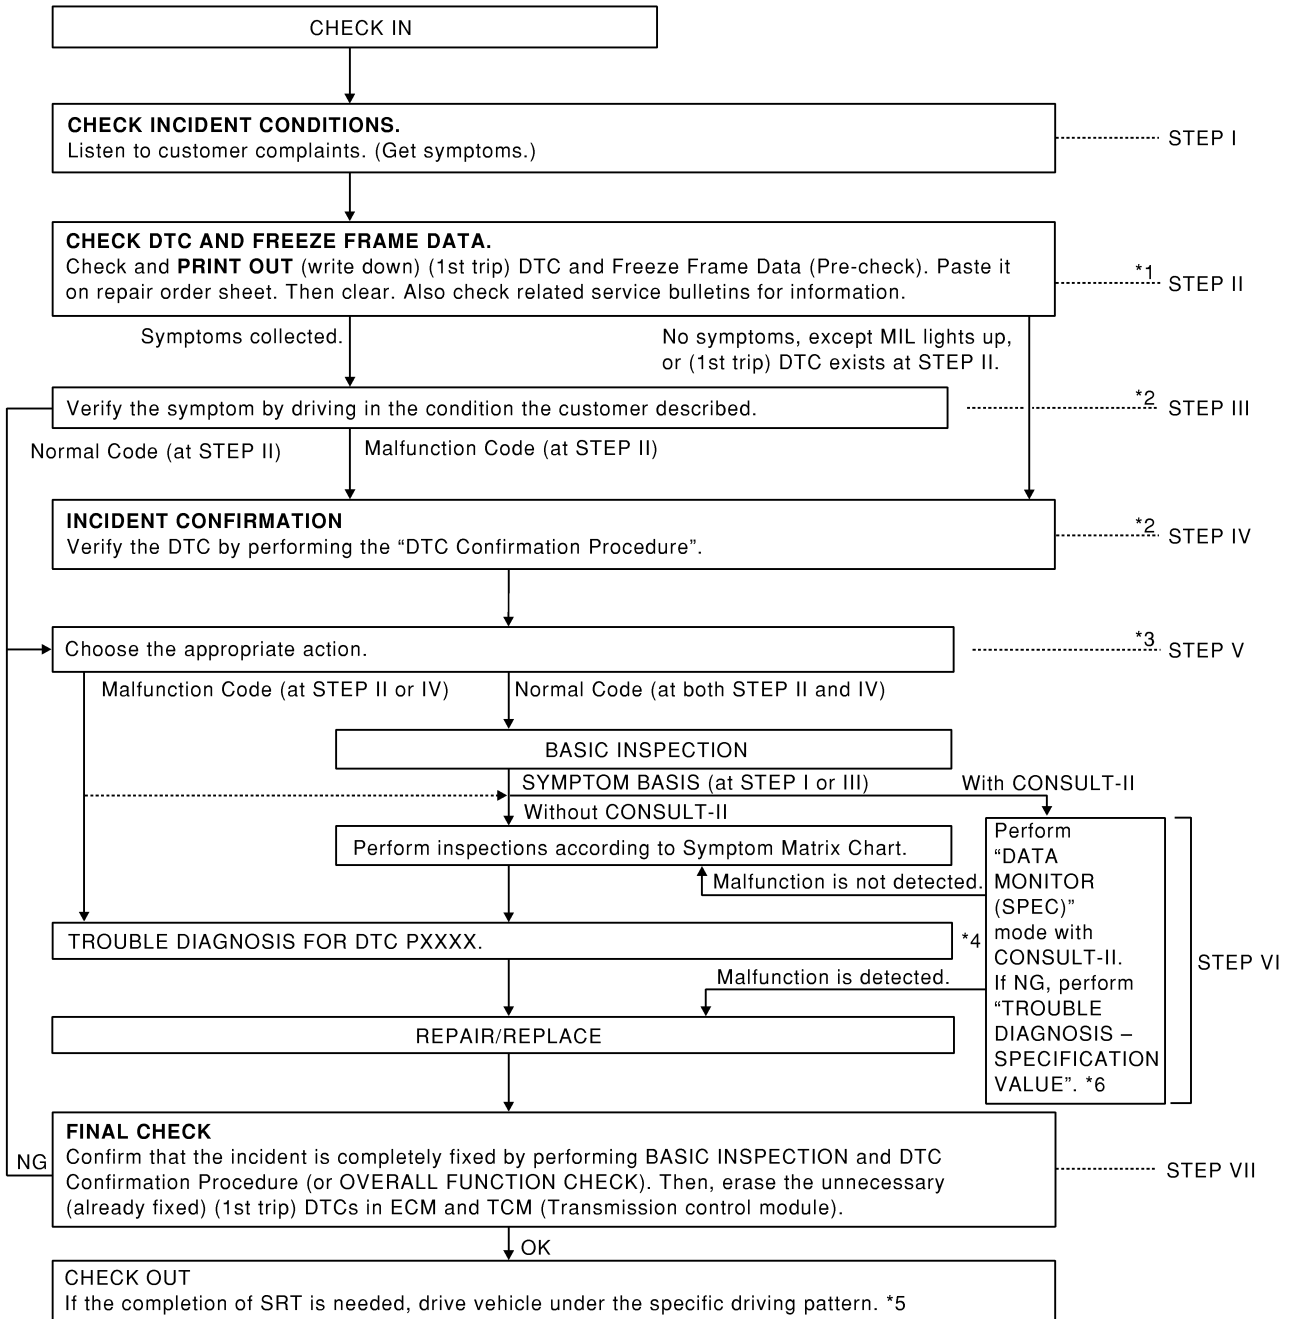 CHECK IN
CHECK INCIDENT CONDITIONS.
Listen to customer complaints. (Get symptoms.)
STEP I
CHECK DTC AND FREEZE FRAME DATA.
Check and PRINT OUT (write down) (1st trip) DTC and Freeze Frame Data (Pre-check). Paste it
on repair order sheet. Then clear. Also check related service bulletins for information.
*1
STEP II
Symptoms collected.
No symptoms, except MIL lights up,
or (1st trip) DTC exists at STEP II.
Verify the symptom by driving in the condition the customer described.
*2
STEP III
Normal Code (at STEP II)
Malfunction Code (at STEP II)
INCIDENT CONFIRMATION
Verify the DTC by performing the “DTC Confirmation Procedure”.
*2
STEP IV
Choose the appropriate action.
*3
STEP V
Malfunction Code (at STEP II or IV)
Normal Code (at both STEP II and IV)
BASIC INSPECTION
SYMPTOM BASIS (at STEP I or III)
With CONSULT-II
Without CONSULT-II
Perform inspections according to Symptom Matrix Chart.
Malfunction is not detected.
Perform
“DATA
MONITOR
(SPEC)”
mode with
CONSULT-II.
If NG, perform
“TROUBLE
DIAGNOSIS –
SPECIFICATION
VALUE”. *6
STEP VI
TROUBLE DIAGNOSIS FOR DTC PXXXX.
*4
Malfunction is detected.
REPAIR/REPLACE
NG
FINAL CHECK
Confirm that the incident is completely fixed by performing BASIC INSPECTION and DTC
Confirmation Procedure (or OVERALL FUNCTION CHECK). Then, erase the unnecessary
(already fixed) (1st trip) DTCs in ECM and TCM (Transmission control module).
STEP VII
OK
CHECK OUT
If the completion of SRT is needed, drive vehicle under the specific driving pattern. *5